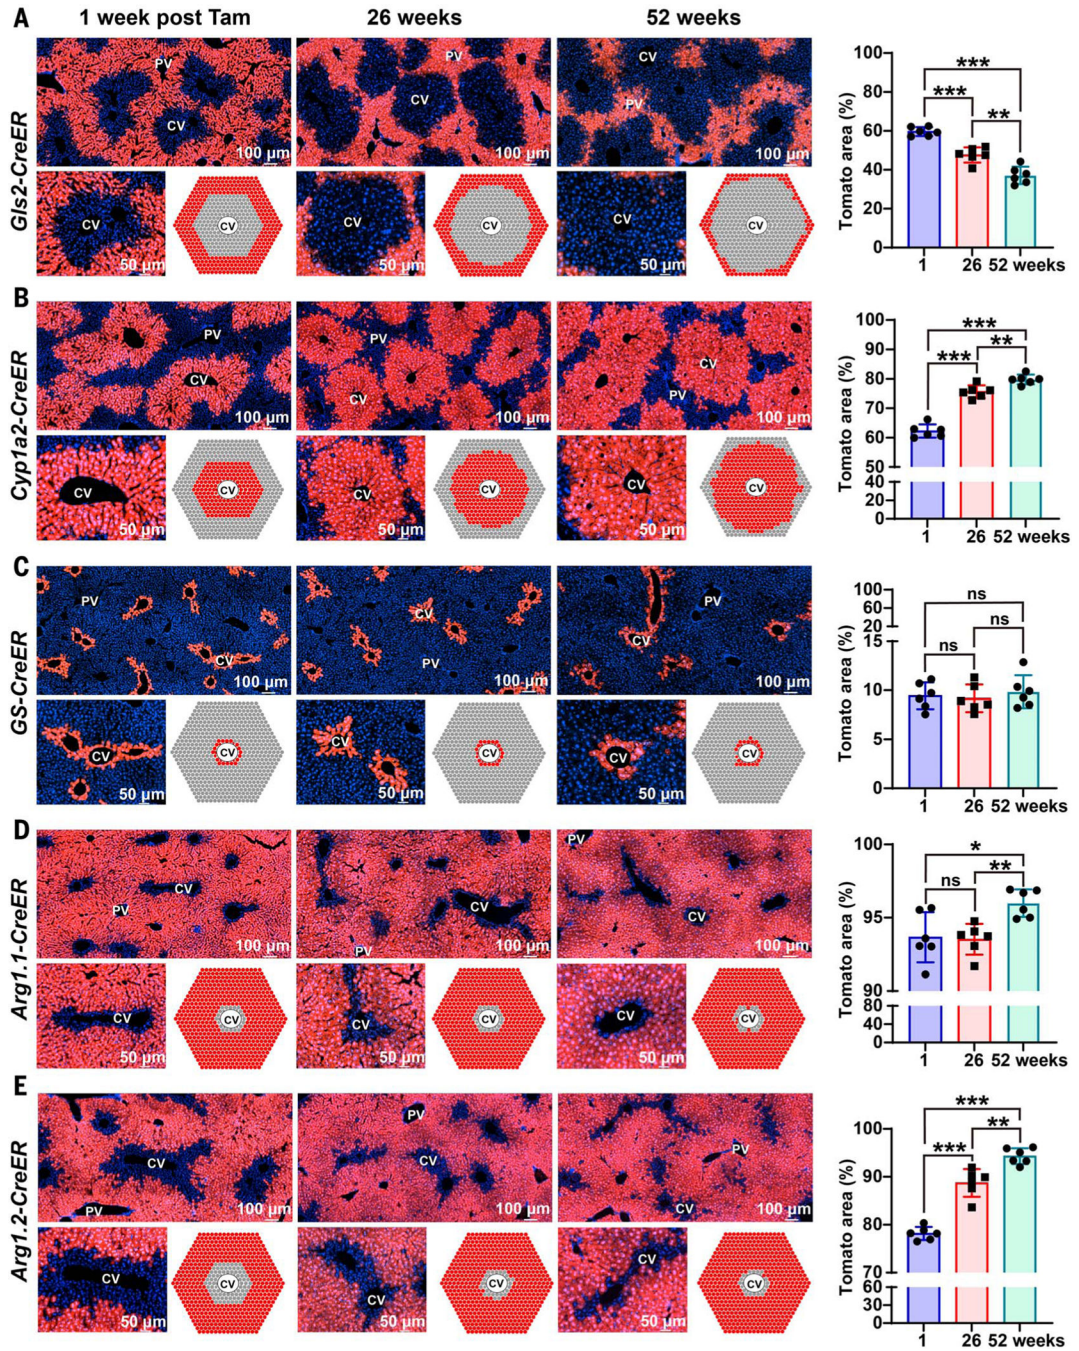 A
1 week post Tam
26 weeks
52 weeks
Gls2-CreER
PV
CV
100 µm
PV
CV
100 µm
CV
PV
100 µm
CV
50 µm
CV
CV
50 µm
CV
CV
50 µm
CV
Tomato area (%)
100
80
60
40
20
0
***
***
**
1
26
52 weeks
B
Cyp1a2-CreER
PV
CV
100 µm
PV
CV
100 µm
CV
PV
100 µm
CV
50 µm
CV
CV
50 µm
CV
CV
50 µm
CV
Tomato area (%)
100
90
80
70
60
50
40
20
0
***
***
**
1
26
52 weeks
C
GS-CreER
PV
CV
100 µm
CV
PV
100 µm
PV
CV
100 µm
CV
50 µm
CV
CV
50 µm
CV
CV
50 µm
CV
Tomato area (%)
100
60
20
15
10
5
0
ns
ns
ns
1
26
52 weeks
D
Arg1.1-CreER
CV
PV
100 µm
CV
PV
100 µm
PV
CV
100 µm
CV
50 µm
CV
CV
50 µm
CV
CV
50 µm
CV
Tomato area (%)
100
95
90
80
40
0
*
ns
**
1
26
52 weeks
E
Arg1.2-CreER
CV
PV
100 µm
PV
CV
100 µm
PV
CV
100 µm
CV
50 µm
CV
CV
50 µm
CV
CV
50 µm
CV
Tomato area (%)
100
90
80
70
60
30
0
***
***
**
1
26
52 weeks